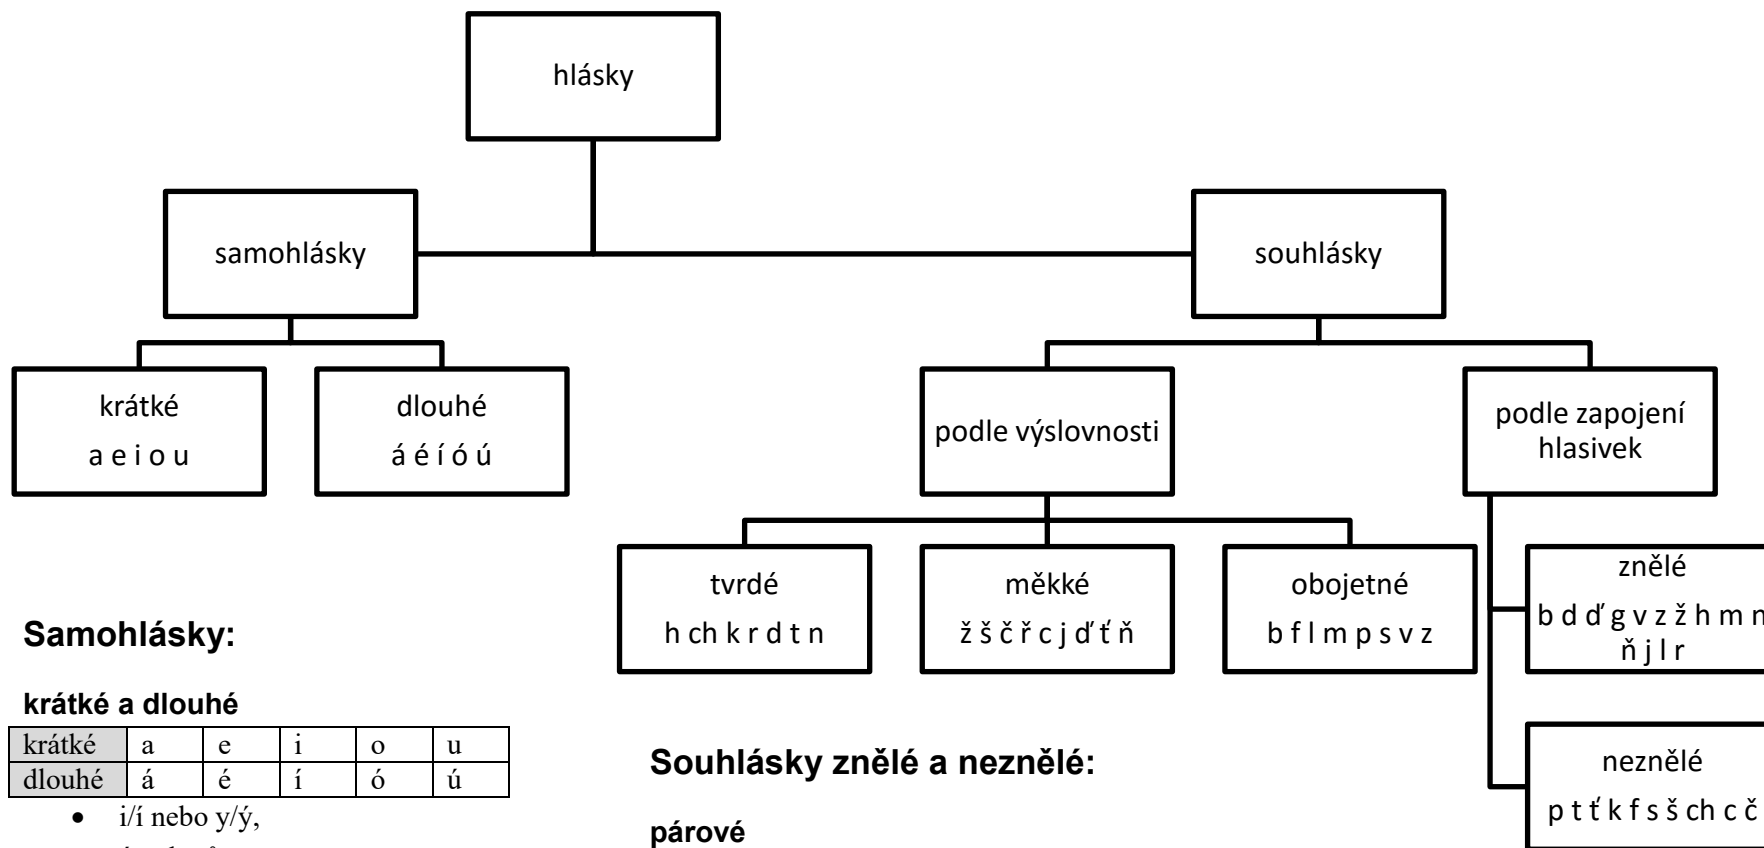 hlásky
samohlásky
souhlásky
krátké
a e i o u
dlouhé
á é í ó ú
podle výslovnosti
podle zapojení
hlasivek
tvrdé
h ch k r d t n
měkké
ž š č ř c j ď ť ň
obojetné
b f l m p s v z
znělé
b d ď g v z ž h m n
ň j l r
neznělé
p t ť k f s š ch c č
Samohlásky:
krátké a dlouhé
krátké a e i o u
dlouhé á é í ó ú
• i/í nebo y/ý,
Souhlásky znělé a neznělé:
párové